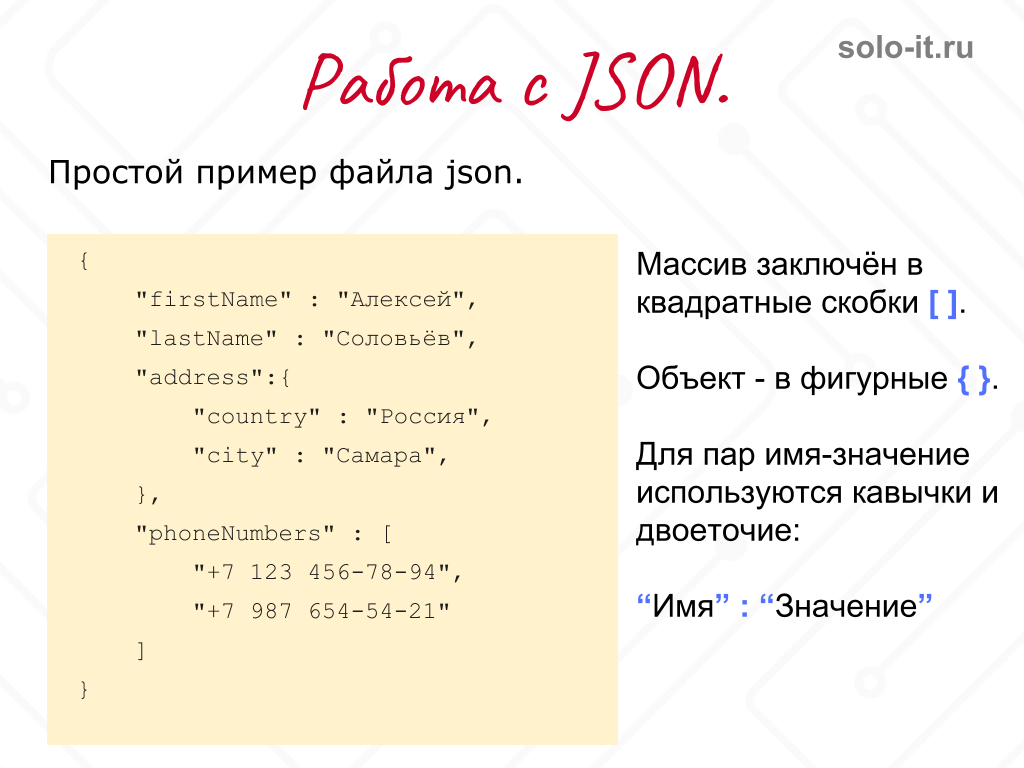 solo-it.ru
Работа с JSON.
Простой пример файла json.
{
"firstName" : "Алексей",
"lastName" : "Соловьёв",
"address":{
"country" : "Россия",
"city" : "Самара",
},
"phoneNumbers" : [
"+7 123 456-78-94",
"+7 987 654-54-21"
]
}
Массив заключён в
квадратные скобки [ ].
Объект - в фигурные { }.
Для пар имя-значение
используются кавычки и
двоеточие:
“Имя” : “Значение”